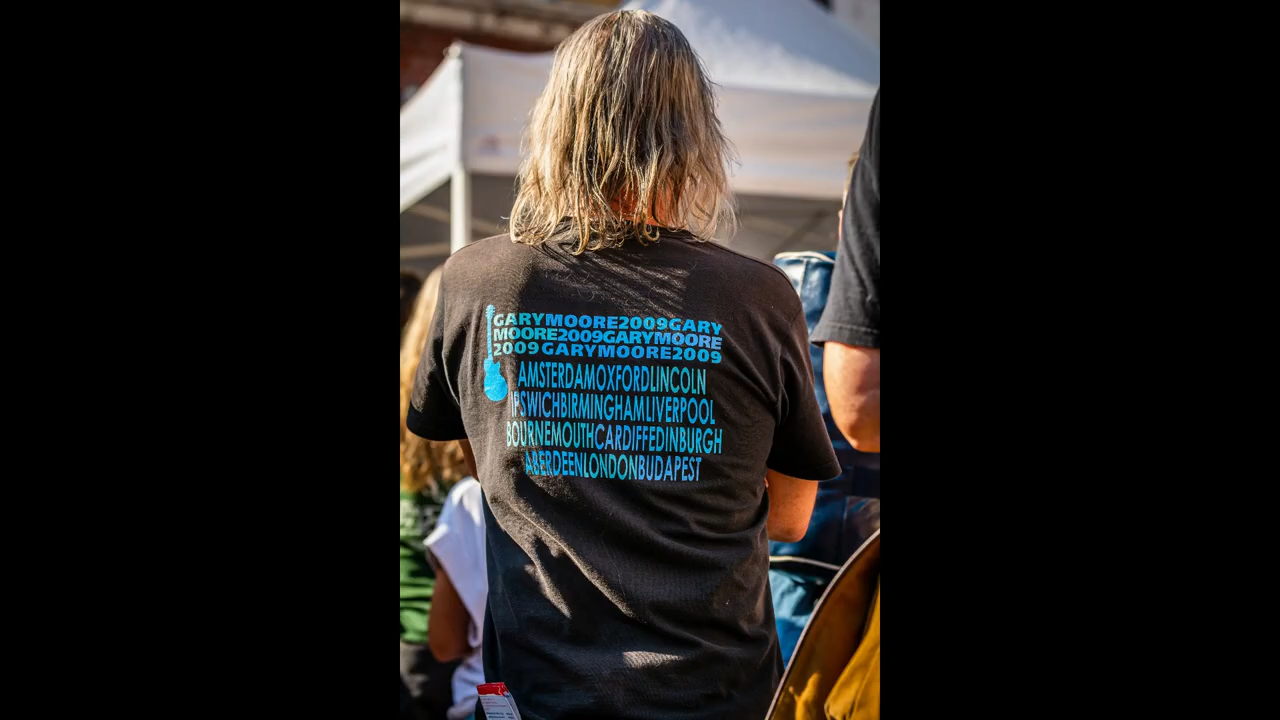 GARYMOORE2009GARY
MOORE2009GARYMOORE
2009GARYMOORE2009
AMSTERDAMOXFORDLINCOLN
IPSWICHBIRMINGHAMLIVERPOOL
BOURNEMOUTHCARDIFFEDINBURGH
ABERDEENLONDONBUDAPEST